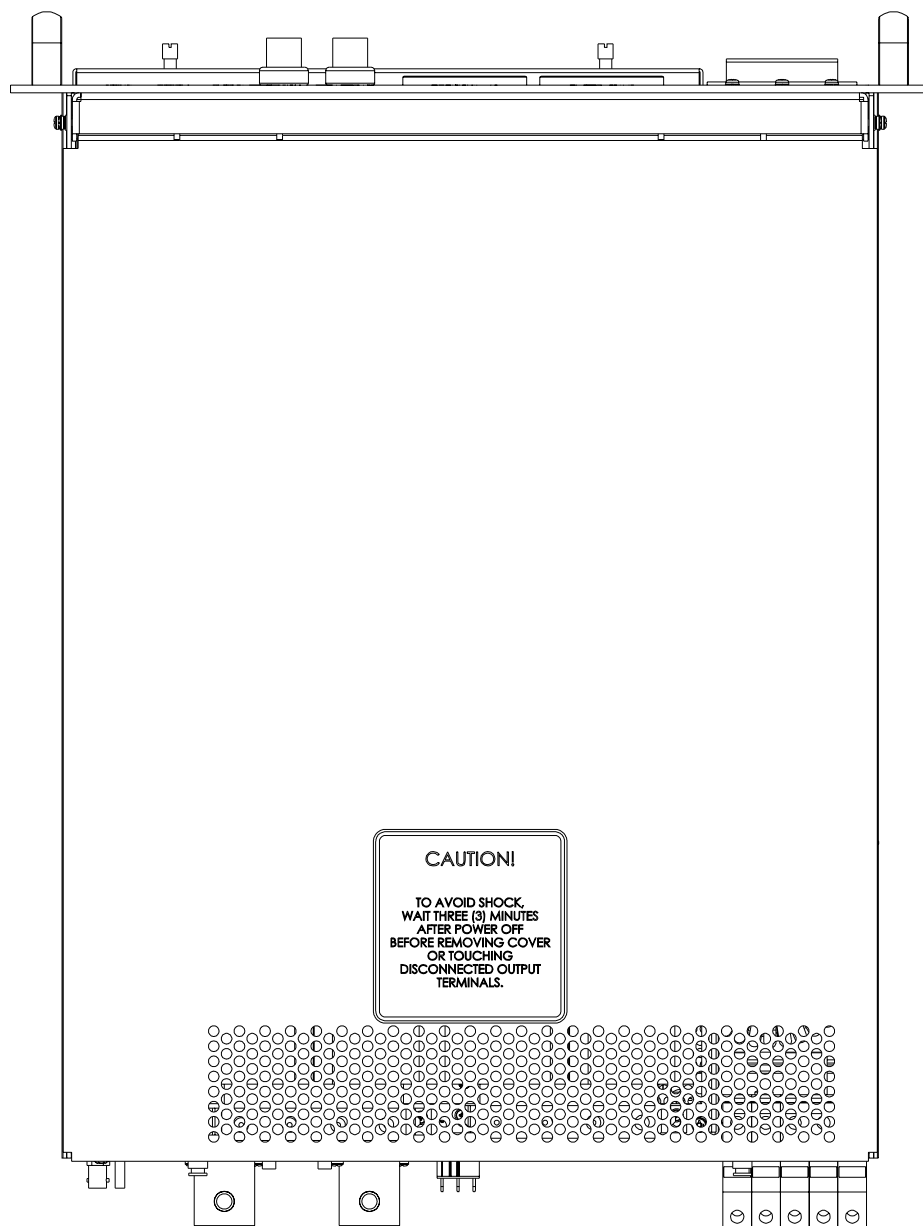 CAUTION!
TO AVOID SHOCK,
WAIT THREE (3) MINUTES
AFTER POWER OFF
BEFORE REMOVING COVER
OR TOUCHING
DISCONNECTED OUTPUT
TERMINALS.